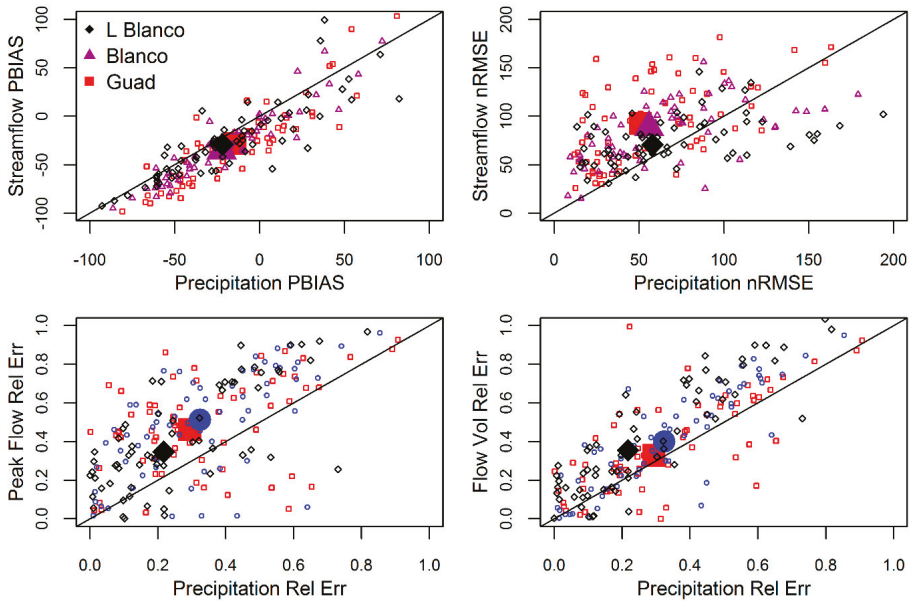 Streamflow PBIAS
100
50
0
-50
-100
L Blanco
Blanco
Guad
-100 -50 0 50 100
Precipitation PBIAS
Streamflow nRMSE
200
150
100
50
0
0 50 100 150 200
Precipitation nRMSE
Peak Flow Rel Err
1.0
0.8
0.6
0.4
0.2
0.0
0.0 0.2 0.4 0.6 0.8 1.0
Precipitation Rel Err
Flow Vol Rel Err
1.0
0.8
0.6
0.4
0.2
0.0
0.0 0.2 0.4 0.6 0.8 1.0
Precipitation Rel Err